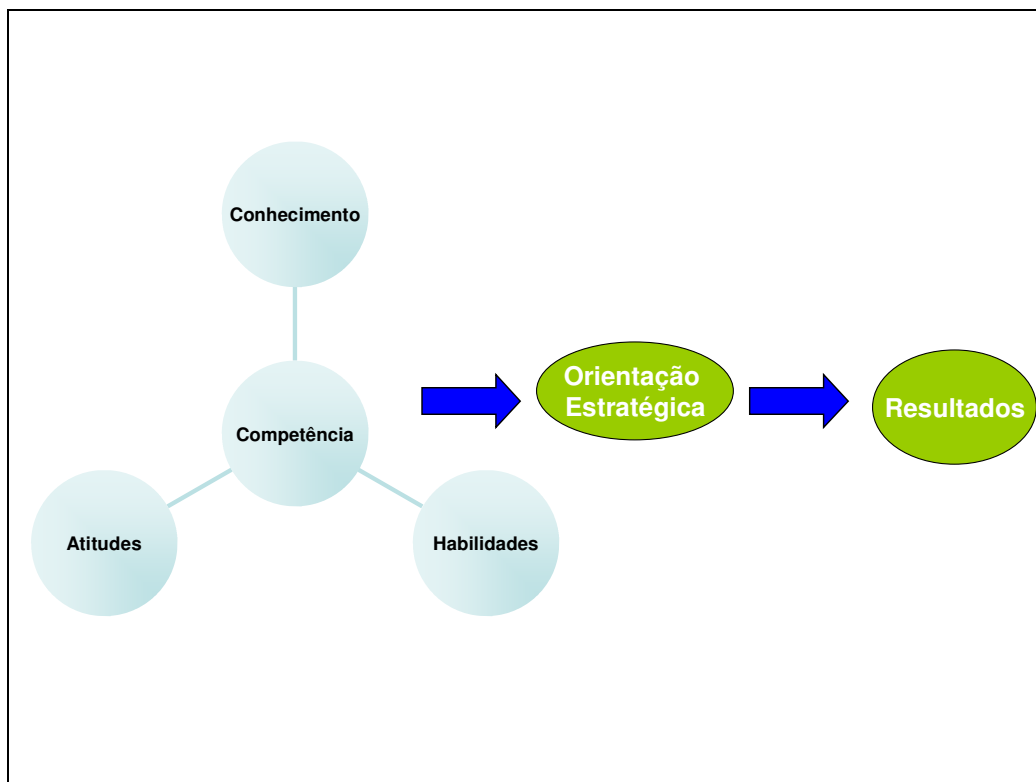 Conhecimento
Competência
Atitudes
Habilidades
Orientação
Estratégica
Resultados